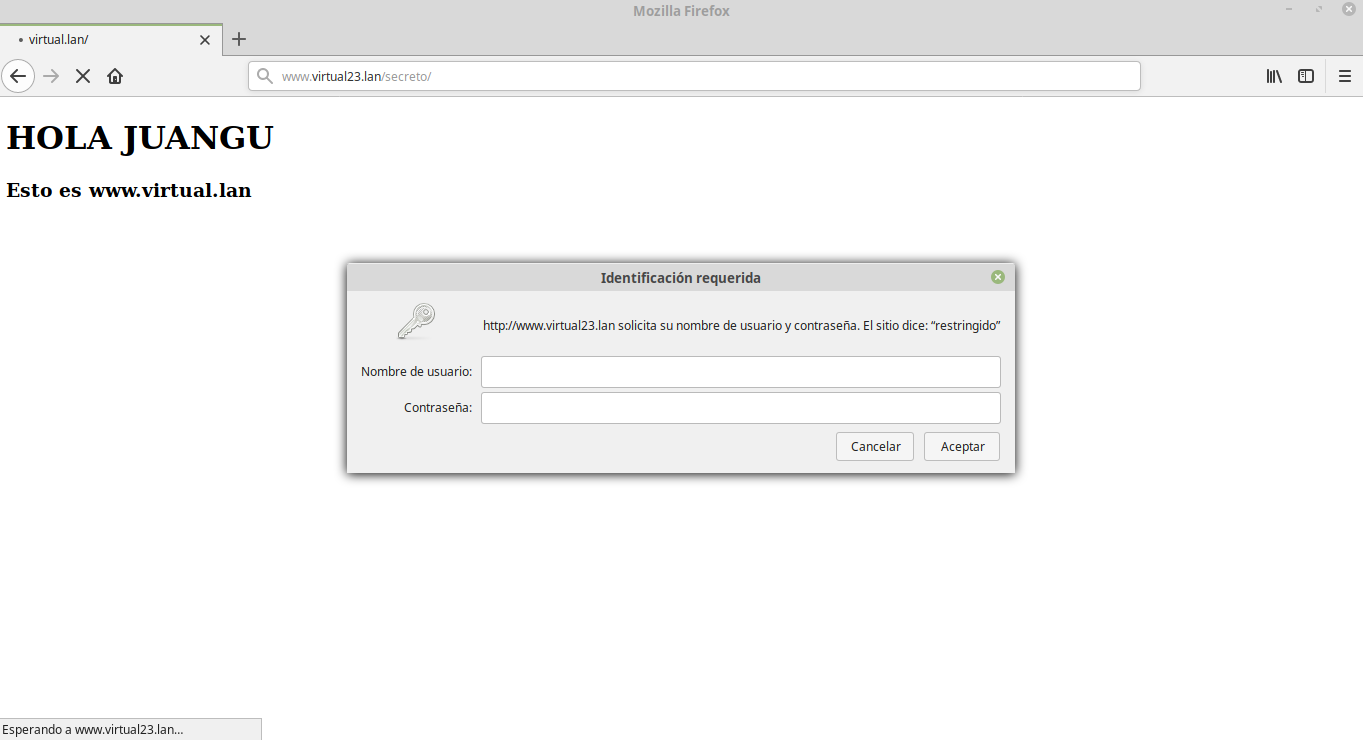 Mozilla Firefox
virtual.lan/
www.virtual23.lan/secreto/
HOLA JUANGU
Esto es www.virtual.lan
Identificación requerida
http://www.virtual23.lan solicita su nombre de usuario y contraseña. El sitio dice: “restringido”
Nombre de usuario:
Contraseña:
Cancelar Aceptar
Esperando a www.virtual23.lan...